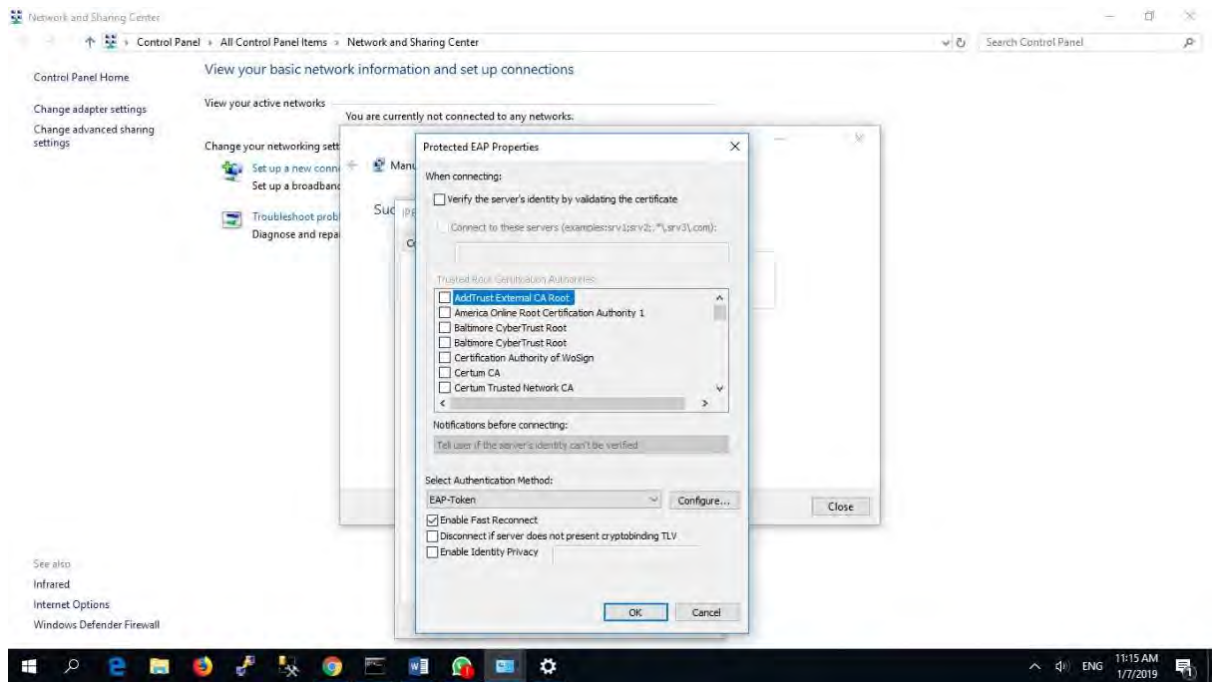 Network and Sharing Center
Control Panel › All Control Panel Items › Network and Sharing Center
Search Control Panel
Control Panel Home
Change adapter settings
Change advanced sharing
settings
View your basic network information and set up connections
View your active networks
You are currently not connected to any networks.
Change your networking sett
Set up a new conn
Set up a broadband
Troubleshoot probl
Diagnose and repai
Manu
Suc
Protected EAP Properties
When connecting:
Verify the server's identity by validating the certificate
Connect to these servers (examples:srv1;srv2;.*\.srv3\.com):
Trusted Root Certification Authorities:
AddTrust External CA Root
America Online Root Certification Authority 1
Baltimore CyberTrust Root
Baltimore CyberTrust Root
Certification Authority of WoSign
Certum CA
Certum Trusted Network CA
Notifications before connecting:
Tell user if the server's identity can't be verified
Select Authentication Method:
EAP-Token
Configure...
Enable Fast Reconnect
Disconnect if server does not present cryptobinding TLV
Enable Identity Privacy
OK
Cancel
Close
See also
Infrared
Internet Options
Windows Defender Firewall
ENG
11:15 AM
1/7/2019